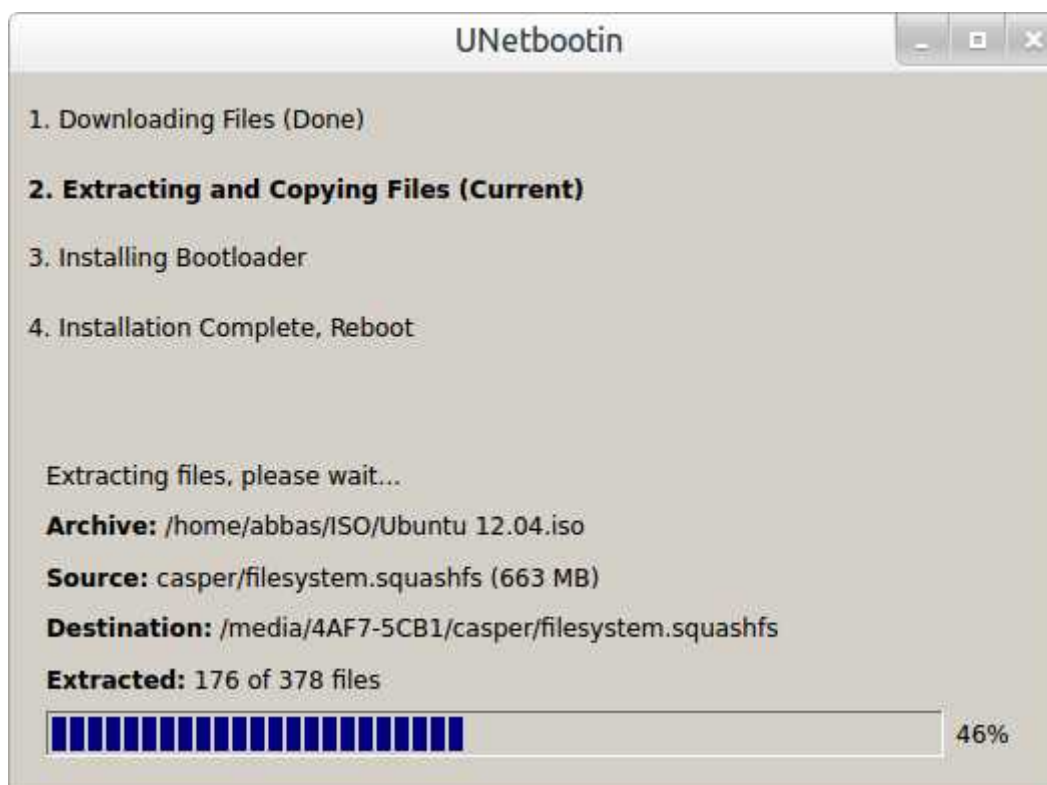 UNetbootin
1. Downloading Files (Done)
2. Extracting and Copying Files (Current)
3. Installing Bootloader
4. Installation Complete, Reboot
Extracting files, please wait...
Archive: /home/abbas/ISO/Ubuntu 12.04.iso
Source: casper/filesystem.squashfs (663 MB)
Destination: /media/4AF7-5CB1/casper/filesystem.squashfs
Extracted: 176 of 378 files
46%